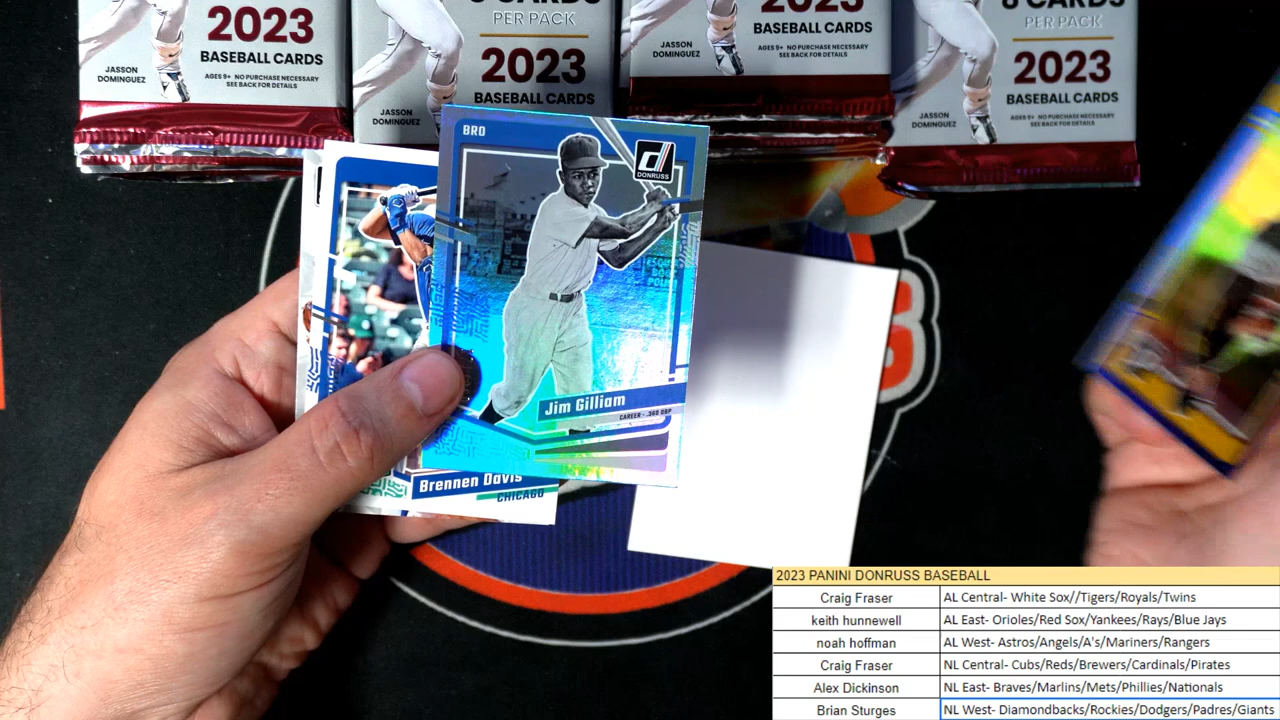 2023
BASEBALL CARDS
AGES 9+ NO PURCHASE NECESSARY
SEE BACK FOR DETAILS
JASSON
DOMINGUEZ
8 CARDS
PER PACK
2023
BASEBALL CARDS
JASSON
DOMINGUEZ
2023
BASEBALL CARDS
AGES 9+ NO PURCHASE NECESSARY
SEE BACK FOR DETAILS
JASSON
DOMINGUEZ
8 CARDS
PER PACK
2023
BASEBALL CARDS
AGES 9+ NO PURCHASE NECESSARY
SEE BACK FOR DETAILS
JASSON
DOMINGUEZ
BRO
d
DONRUSS
Jim Gilliam
CAREER - .360 OBP
Brennen Davis
CHICAGO
2023 PANINI DONRUSS BASEBALL
Craig Fraser AL Central- White Sox//Tigers/Royals/Twins
keith hunnewell AL East- Orioles/Red Sox/Yankees/Rays/Blue Jays
noah hoffman AL West- Astros/Angels/A's/Mariners/Rangers
Craig Fraser NL Central- Cubs/Reds/Brewers/Cardinals/Pirates
Alex Dickinson NL East- Braves/Marlins/Mets/Phillies/Nationals
Brian Sturges NL West- Diamondbacks/Rockies/Dodgers/Padres/Giants